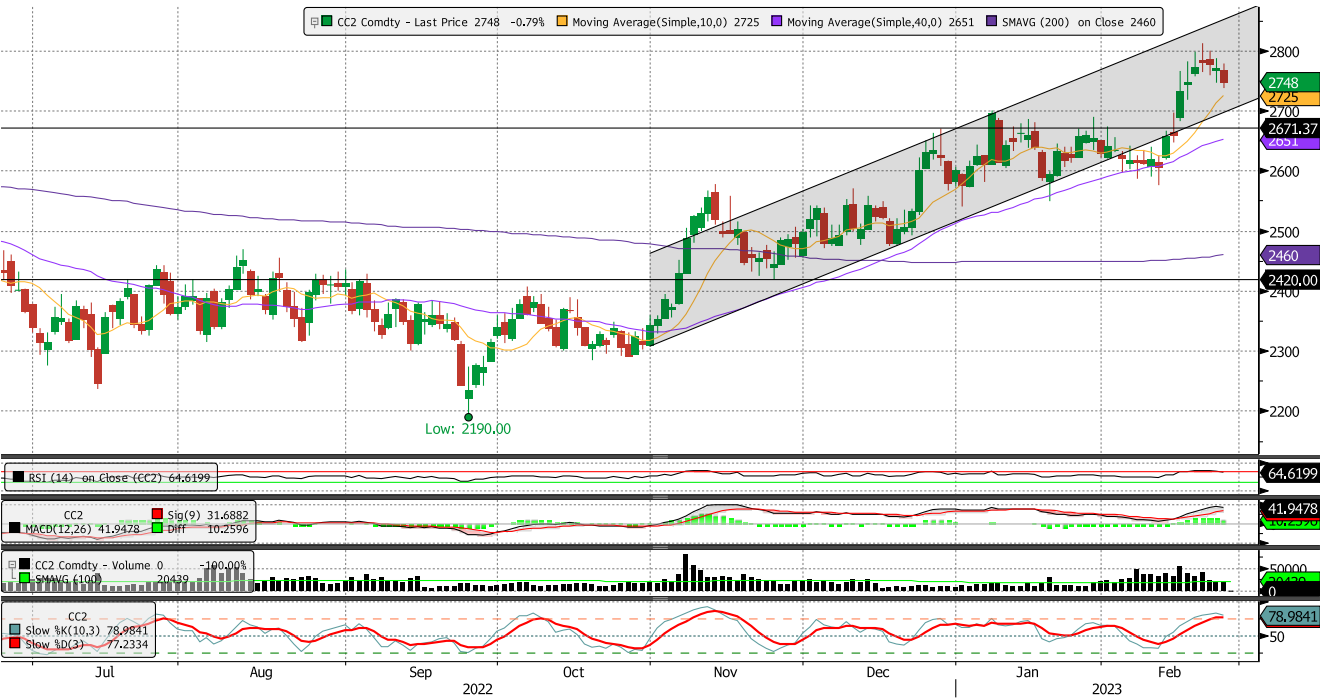 CC2 Comdty - Last Price 2748 -0.79% Moving Average(Simple,10,0) 2725 Moving Average(Simple,40,0) 2651 SMAVG (200) on Close 2460
2800
2748
2725
2700
2671.37
2651
2600
2500
2460
2420.00
2400
2300
2200
Low: 2190.00
RSI (14) on Close (CC2) 64.6199
64.6199
CC2 Sig(9) 31.6882
MACD(12,26) 41.9478 Diff 10.2596
41.9478
10.2596
CC2 Comdty - Volume 0 -100.00%
SMAVG (100) 20439
50000
20439
0
CC2
Slow %K(10,3) 78.9841
Slow %D(3) 77.2334
78.9841
50
Jul Aug Sep Oct Nov Dec Jan Feb
2022 2023